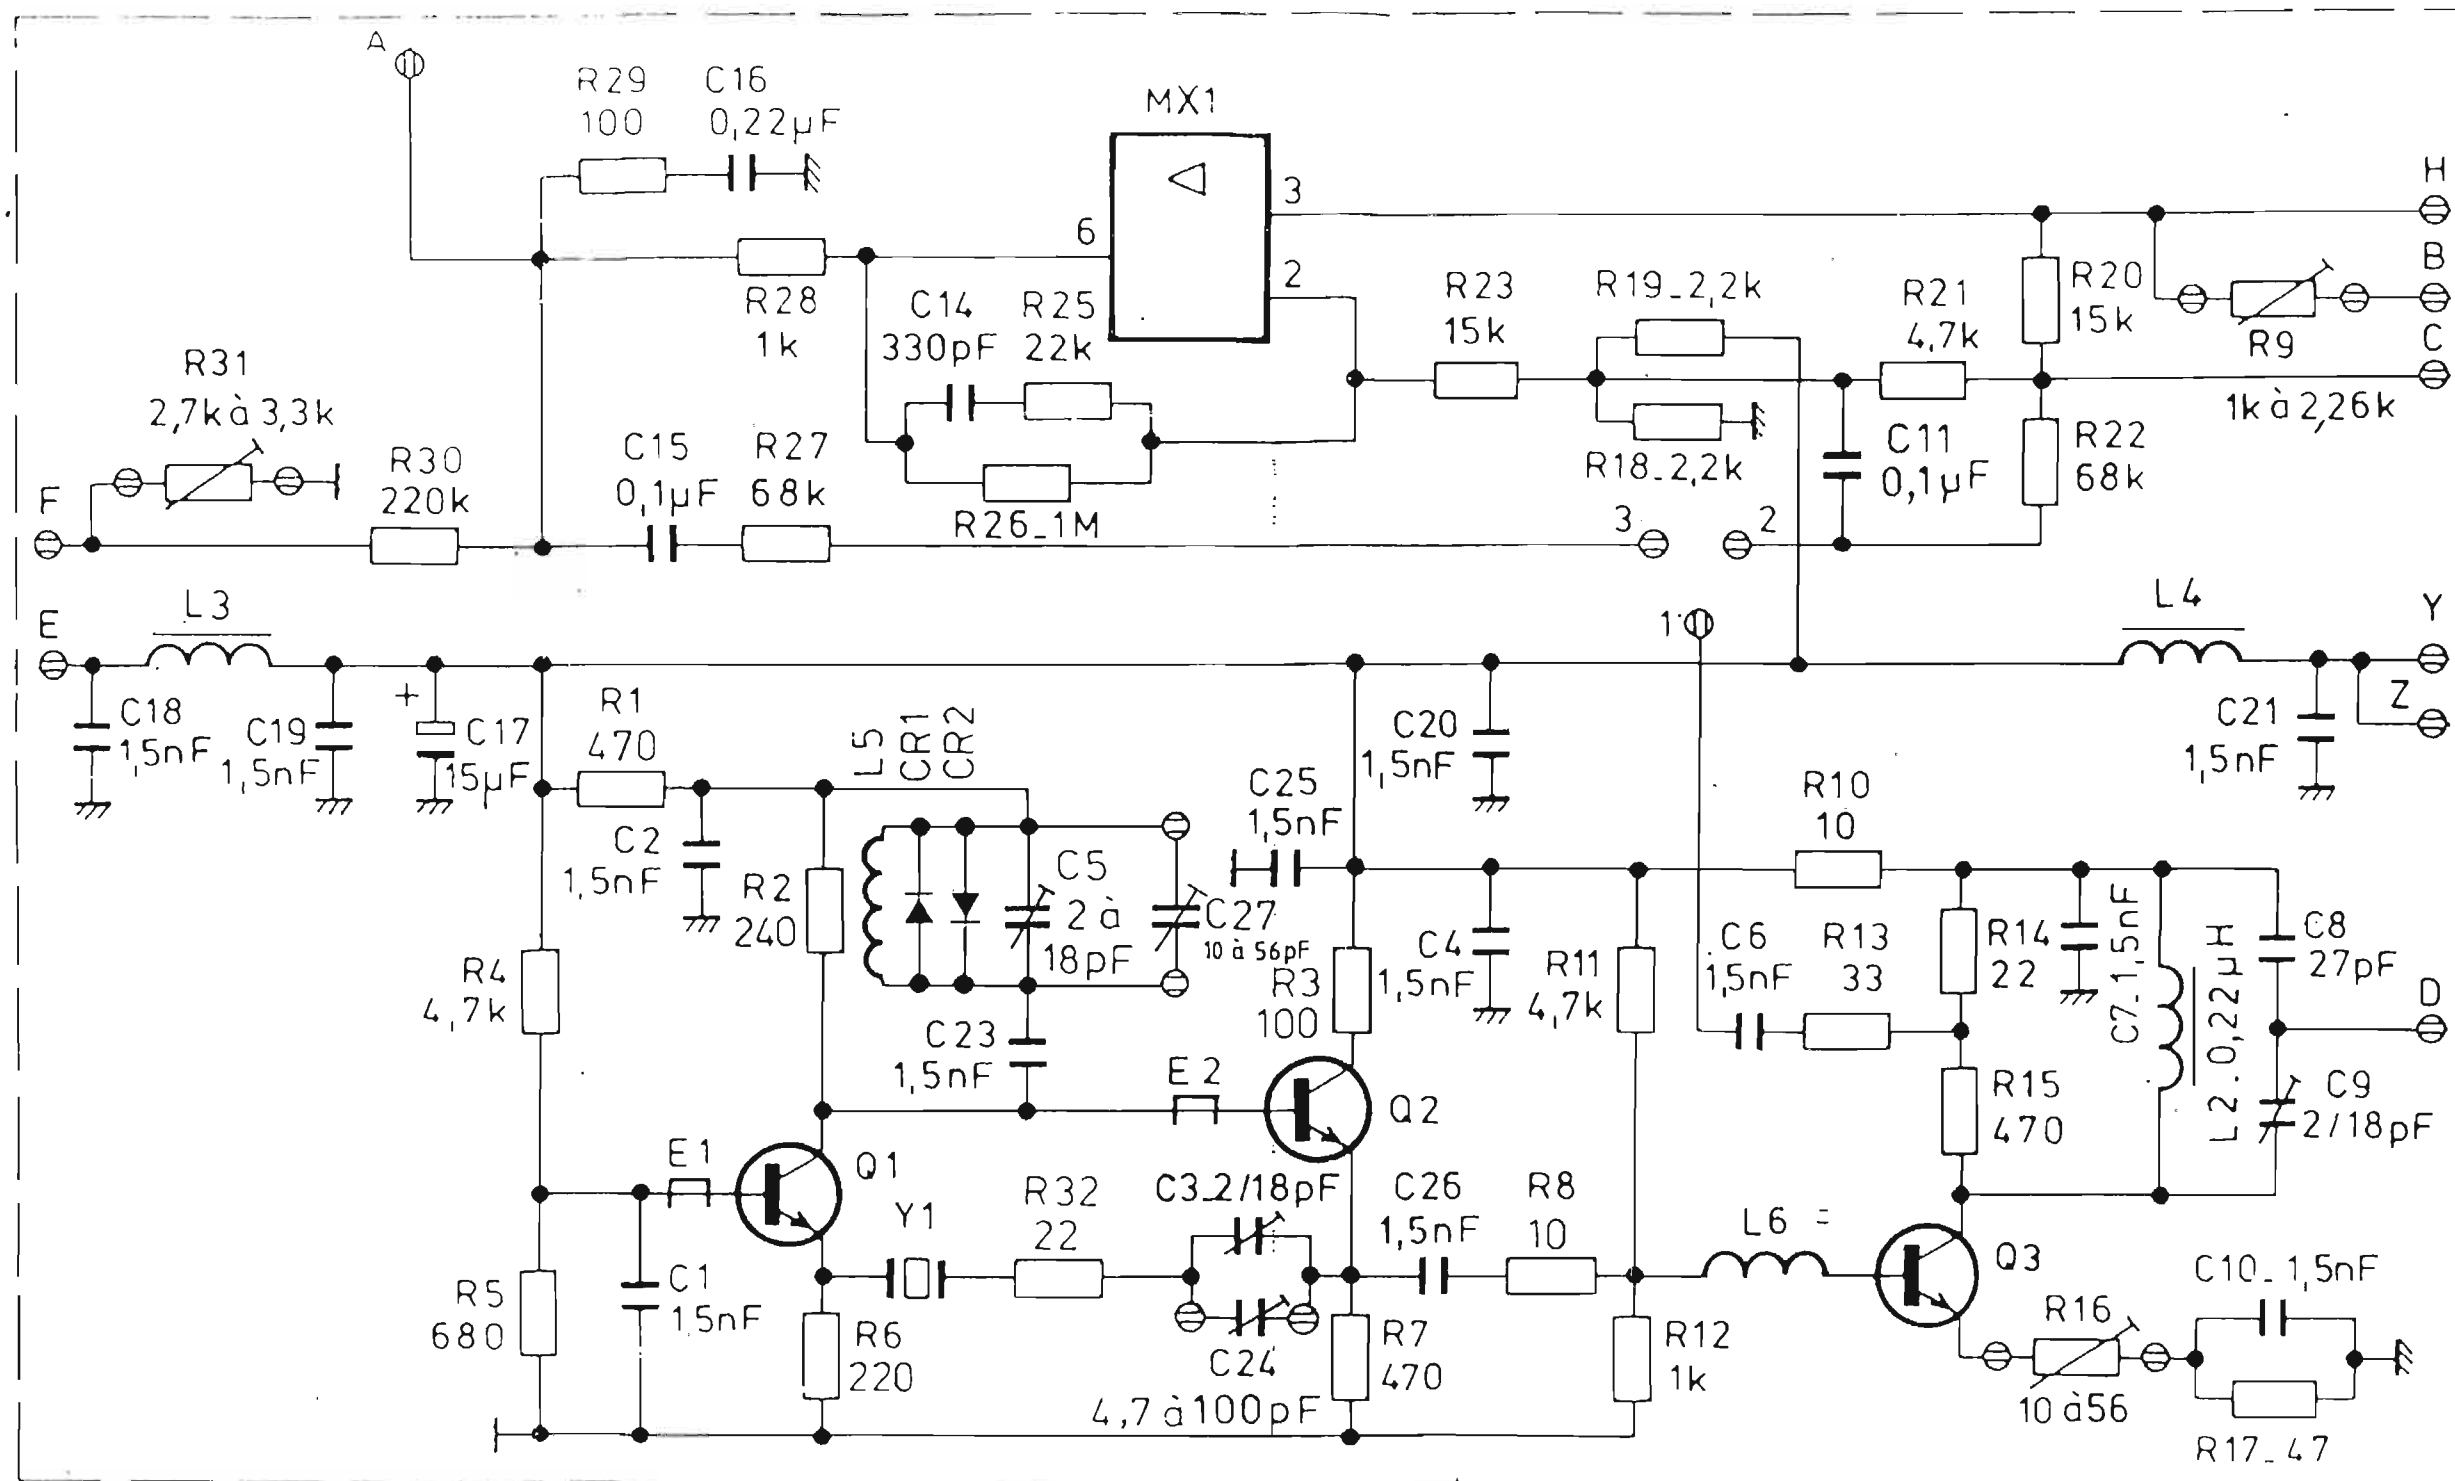 A
R29
100
C16
0,22µF
MX1
3
6
2
H
B
C
R28
1k
C14
330pF
R25
22k
R23
15k
R19_2,2k
R21
4,7k
R20
15k
R9
1k à 2,26k
R31
2,7k à 3,3k
R30
220k
C15
0,1µF
R27
68k
R26_1M
R18_2,2k
C11
0,1µF
R22
68k
F
3
2
E
L3
1
L4
Y
Z
C18
1,5nF
C19
1,5nF
+
C17
15µF
R1
470
L5
CR1
CR2
C20
1,5nF
C21
1,5nF
C25
1,5nF
R10
10
C2
1,5nF
R2
240
C5
2 à
18pF
C27
10 à 56pF
C4
1,5nF
R11
4,7k
C6
1,5nF
R13
33
R14
22
C7_1,5nF
L2.0,22µH
C8
27pF
D
R4
4,7k
R3
100
C23
1,5nF
E2
Q2
R15
470
C9
2/18pF
E1
Q1
Y1
R32
22
C3_2/18pF
C26
1,5nF
R8
10
L6 =
Q3
C10_1,5nF
R5
680
C1
1,5nF
R6
220
C24
4,7 à 100pF
R7
470
R12
1k
R16
10 à 56
R17_47